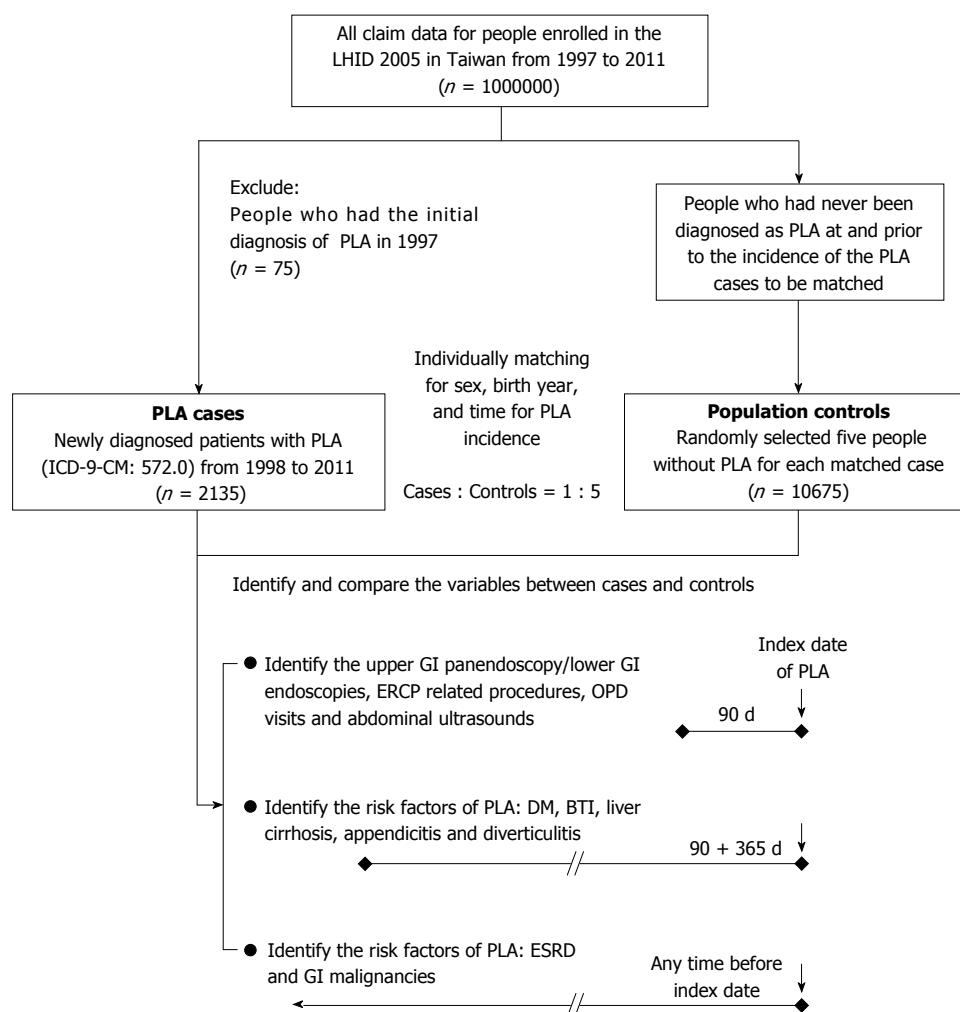 All claim data for people enrolled in the
LHID 2005 in Taiwan from 1997 to 2011
(n = 1000000)
Exclude:
People who had the initial
diagnosis of PLA in 1997
(n = 75)
People who had never been
diagnosed as PLA at and prior
to the incidence of the PLA
cases to be matched
Individually matching
for sex, birth year,
and time for PLA
incidence
Cases : Controls = 1 : 5
PLA cases
Newly diagnosed patients with PLA
(ICD-9-CM: 572.0) from 1998 to 2011
(n = 2135)
Population controls
Randomly selected five people
without PLA for each matched case
(n = 10675)
Identify and compare the variables between cases and controls
● Identify the upper GI panendoscopy/lower GI
endoscopies, ERCP related procedures, OPD
visits and abdominal ultrasounds
Index date
of PLA
90 d
● Identify the risk factors of PLA: DM, BTI, liver
cirrhosis, appendicitis and diverticulitis
90 + 365 d
● Identify the risk factors of PLA: ESRD
and GI malignancies
Any time before
index date